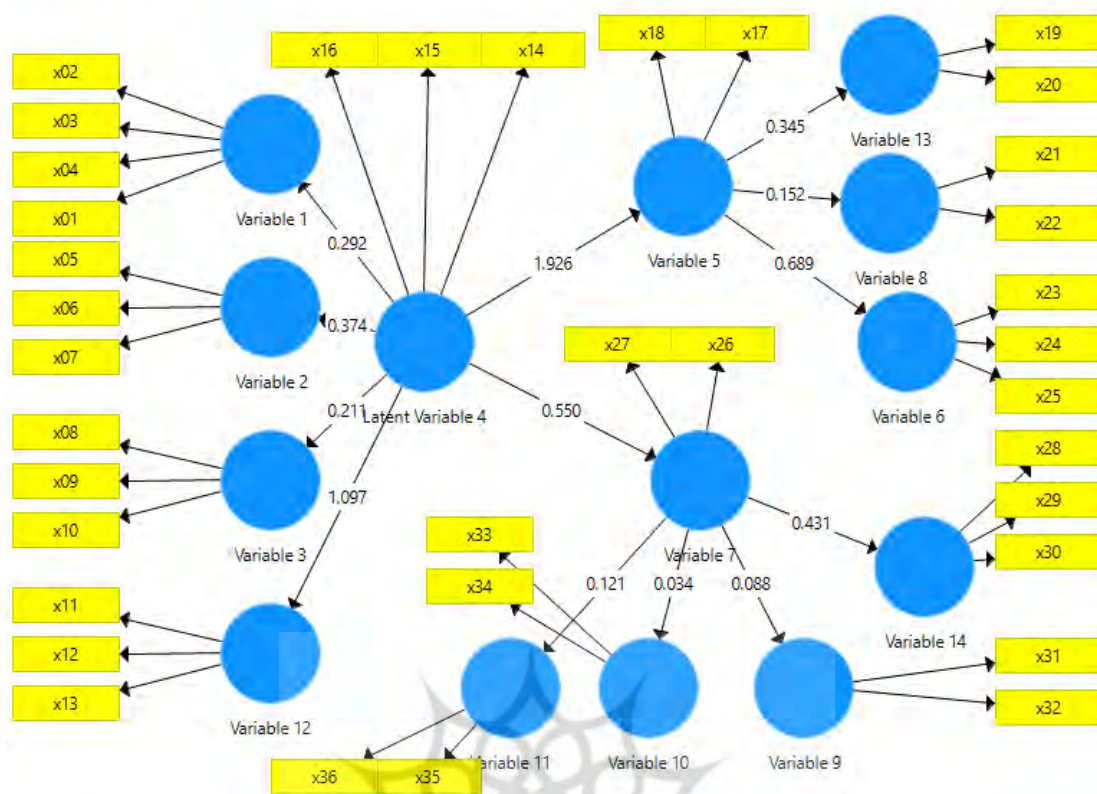 x16 x15 x14
x18 x17
x19
x20
x02
x03
x04
x01
Variable 1
0.345
Variable 13
x21
x22
0.152
Variable 8
0.292
1.926
Variable 5
0.689
x05
x06
x07
Variable 2
0.374
Latent Variable 4
x27 x26
x23
x24
x25
Variable 6
0.211
0.550
x08
x09
x10
Variable 3
1.097
x28
x29
x30
0.431
Variable 7
x33
x34
0.121
0.034
0.088
Variable 14
x11
x12
x13
Variable 12
x31
x32
Variable 11
Variable 10
Variable 9
x36 x35